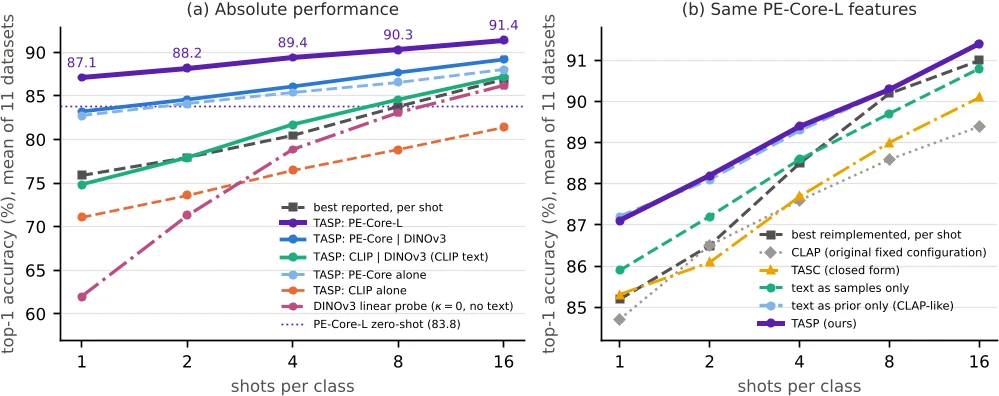 (a) Absolute performance
top-1 accuracy (%), mean of 11 datasets
90
85
80
75
70
65
60
87.1
88.2
89.4
90.3
91.4
best reported, per shot
TASP: PE-Core-L
TASP: PE-Core | DINOv3
TASP: CLIP | DINOv3 (CLIP text)
TASP: PE-Core alone
TASP: CLIP alone
DINOv3 linear probe (κ = 0, no text)
PE-Core-L zero-shot (83.8)
1
2
4
8
16
shots per class
(b) Same PE-Core-L features
top-1 accuracy (%), mean of 11 datasets
91
90
89
88
87
86
85
best reimplemented, per shot
CLAP (original fixed configuration)
TASC (closed form)
text as samples only
text as prior only (CLAP-like)
TASP (ours)
1
2
4
8
16
shots per class